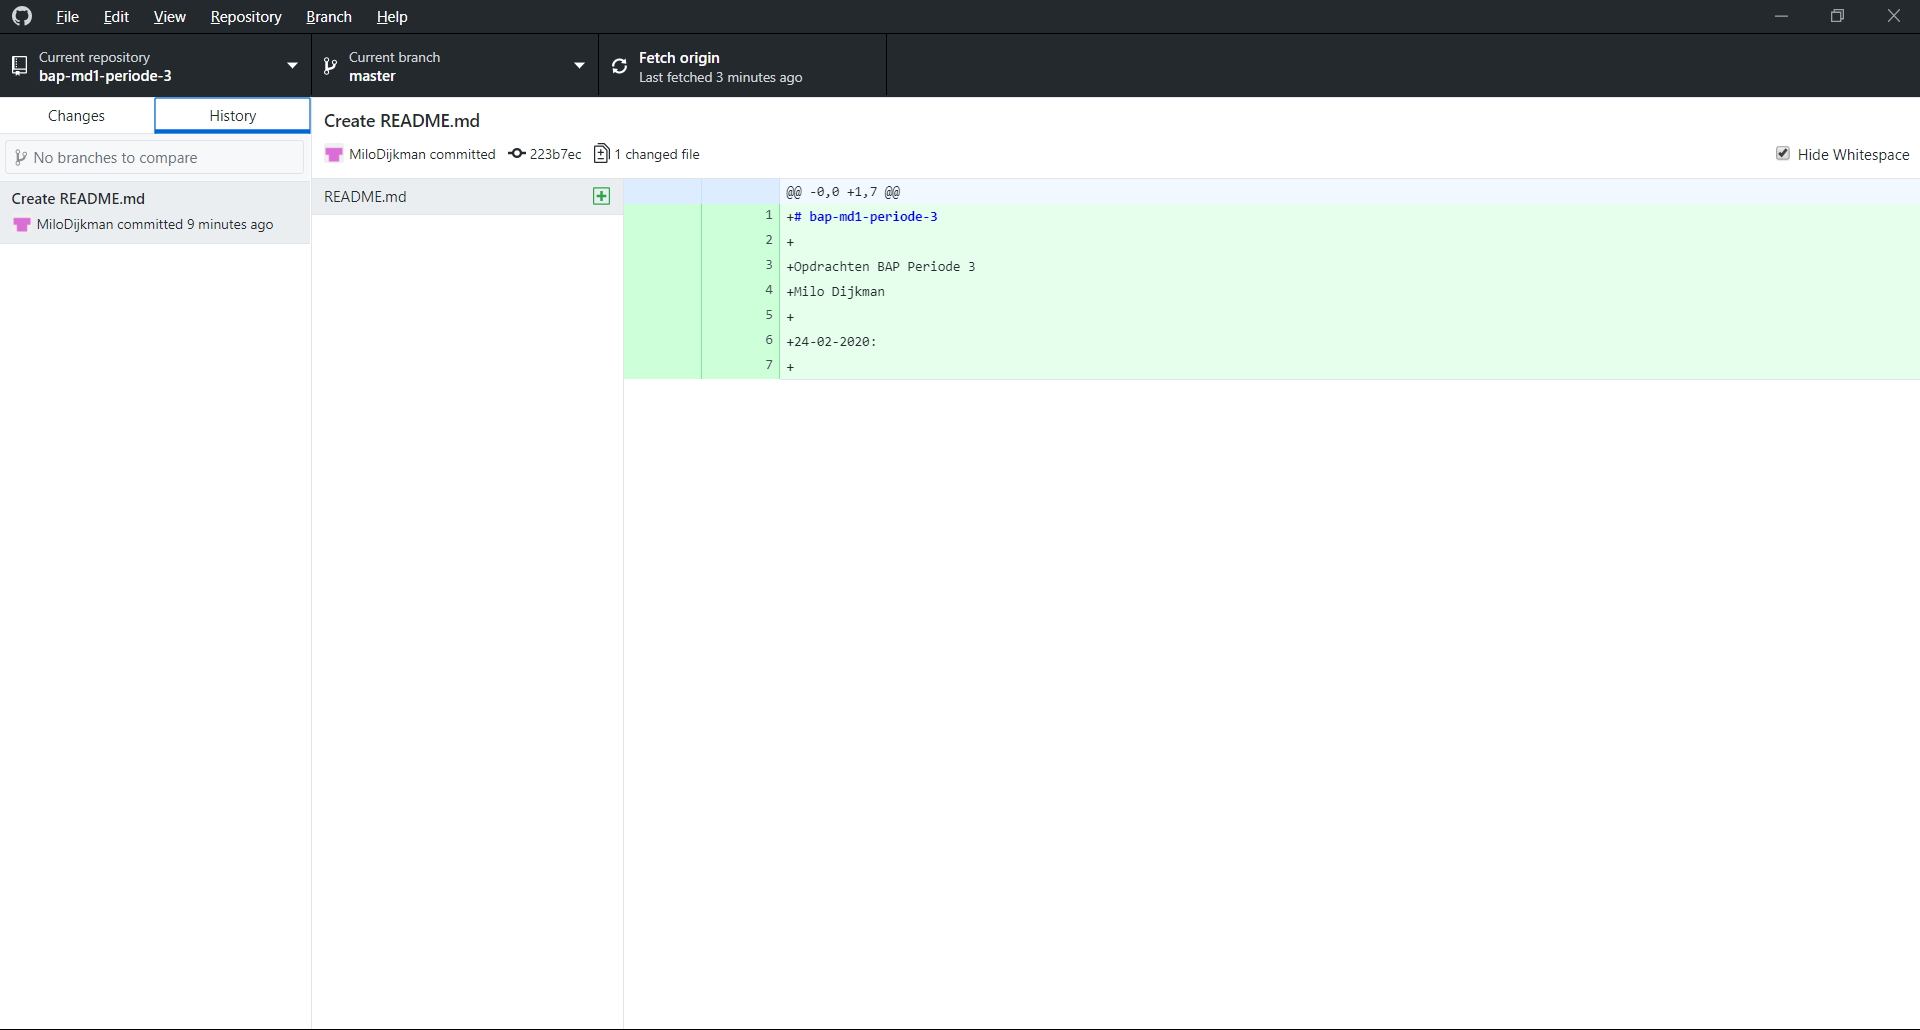 File Edit View Repository Branch Help
Current repository
bap-md1-periode-3
Current branch
master
Fetch origin
Last fetched 3 minutes ago
Changes
History
No branches to compare
Create README.md
MiloDijkman committed 9 minutes ago
Create README.md
MiloDijkman committed 223b7ec 1 changed file
Hide Whitespace
README.md
@@ -0,0 +1,7 @@
1 +# bap-md1-periode-3
2 +
3 +Opdrachten BAP Periode 3
4 +Milo Dijkman
5 +
6 +24-02-2020:
7 +